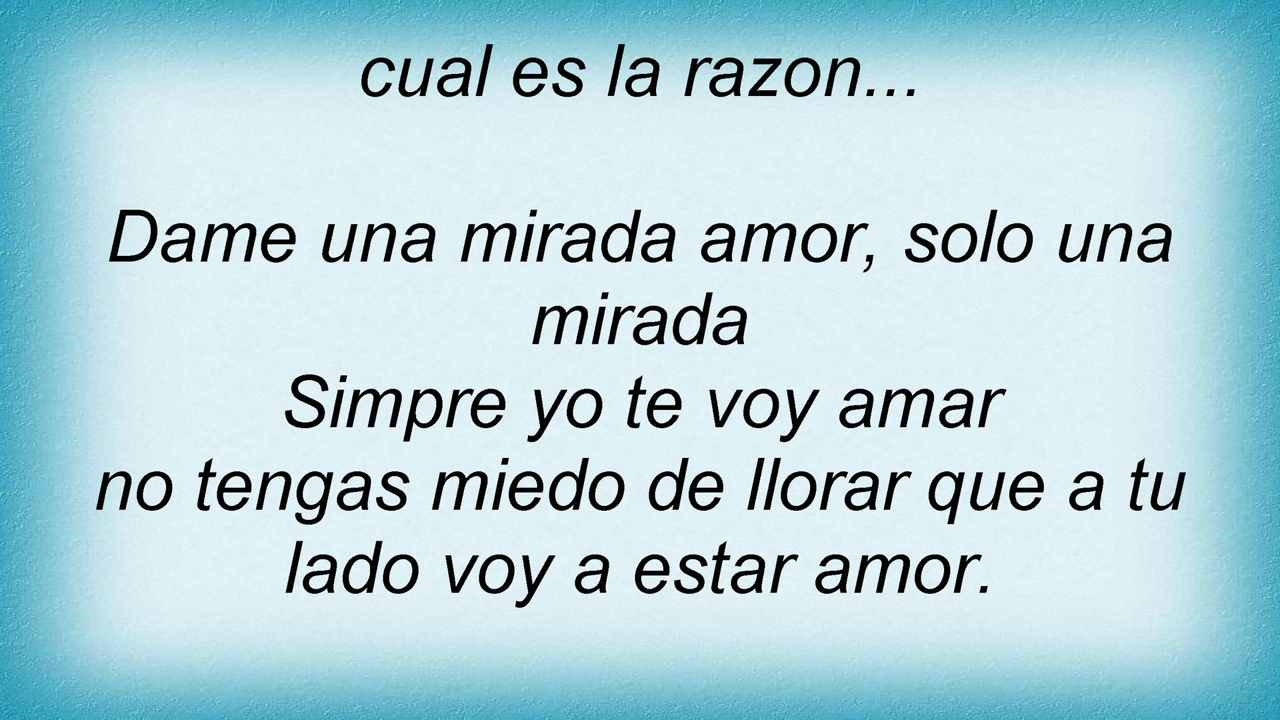 cual es la razon...
Dame una mirada amor, solo una
mirada
Simpre yo te voy amar
no tengas miedo de llorar que a tu
lado voy a estar amor.